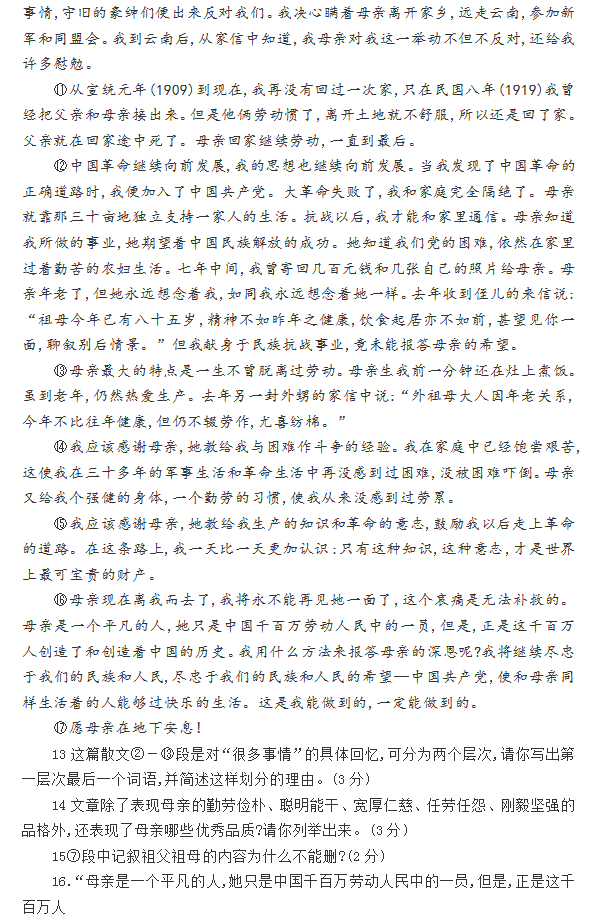 事情,守旧的豪绅们便出来反对我们。我决心瞒着母亲离开家乡,远走云南,参加新
军和同盟会。我到云南后,从家信中知道,我母亲对我这一举动不但不反对,还给我
许多慰勉。
⑪从宣统元年(1909)到现在,我再没有回过一次家,只在民国八年(1919)我曾
经把父亲和母亲接出来。但是他俩劳动惯了,离开土地就不舒服,所以还是回了家。
父亲就在回家途中死了。母亲回家继续劳动,一直到最后。
⑫中国革命继续向前发展,我的思想也继续向前发展。当我发现了中国革命的
正确道路时,我便加入了中国共产党。大革命失败了,我和家庭完全隔绝了。母亲
就靠那三十亩地独立支持一家人的生活。抗战以后,我才能和家里通信。母亲知道
我所做的事业,她期望着中国民族解放的成功。她知道我们党的困难,依然在家里
过着勤苦的农妇生活。七年中间,我曾寄回几百元钱和几张自己的照片给母亲。母
亲年老了,但她永远想念着我,如同我永远想念着她一样。去年收到侄儿的来信说:
“祖母今年已有八十五岁,精神不如昨年之健康,饮食起居亦不如前,甚望见你一
面,聊叙别后情景。”但我献身于民族抗战事业,竟未能报答母亲的希望。
⑬母亲最大的特点是一生不曾脱离过劳动。母亲生我前一分钟还在灶上煮饭。
虽到老年,仍然热爱生产。去年另一封外甥的家信中说:“外祖母大人因年老关系,
今年不比往年健康,但仍不辍劳作,尤喜纺棉。”
⑭我应该感谢母亲,她教给我与困难作斗争的经验。我在家庭中已经饱尝艰苦,
这使我在三十多年的军事生活和革命生活中再没感到过困难,没被困难吓倒。母亲
又给我个强健的身体,一个勤劳的习惯,使我从来没感到过劳累。
⑮我应该感谢母亲,她教给我生产的知识和革命的意志,鼓励我以后走上革命
的道路。在这条路上,我一天比一天更加认识:只有这种知识,这种意志,才是世界
上最可宝贵的财产。
⑯母亲现在离我而去了,我将永不能再见她一面了,这个哀痛是无法补救的。
母亲是一个平凡的人,她只是中国千百万劳动人民中的一员,但是,正是这千百万
人创造了和创造着中国的历史。我用什么方法来报答母亲的深恩呢?我将继续尽忠
于我们的民族和人民,尽忠于我们的民族和人民的希望—中国共产党,使和母亲同
样生活着的人能够过快乐的生活。这是我能做到的,一定能做到的。
⑰愿母亲在地下安息!
13 这篇散文②-⑬段是对“很多事情”的具体回忆,可分为两个层次,请你写出第
一层次最后一个词语,并简述这样划分的理由。(3 分)
14 文章除了表现母亲的勤劳俭朴、聪明能干、宽厚仁慈、任劳任怨、刚毅坚强的
品格外,还表现了母亲哪些优秀品质?请你列举出来。(3 分)
15⑦段中记叙祖父祖母的内容为什么不能删?(2 分)
16.“母亲是一个平凡的人,她只是中国千百万劳动人民中的一员,但是,正是这千
百万人